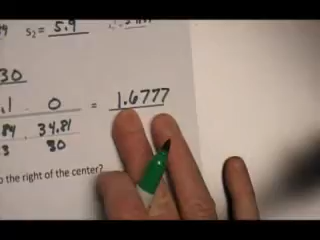 s₂ = 5.9
30
.1 0 = 1.6777
84 . 34.81
3 30
o the right of the center?